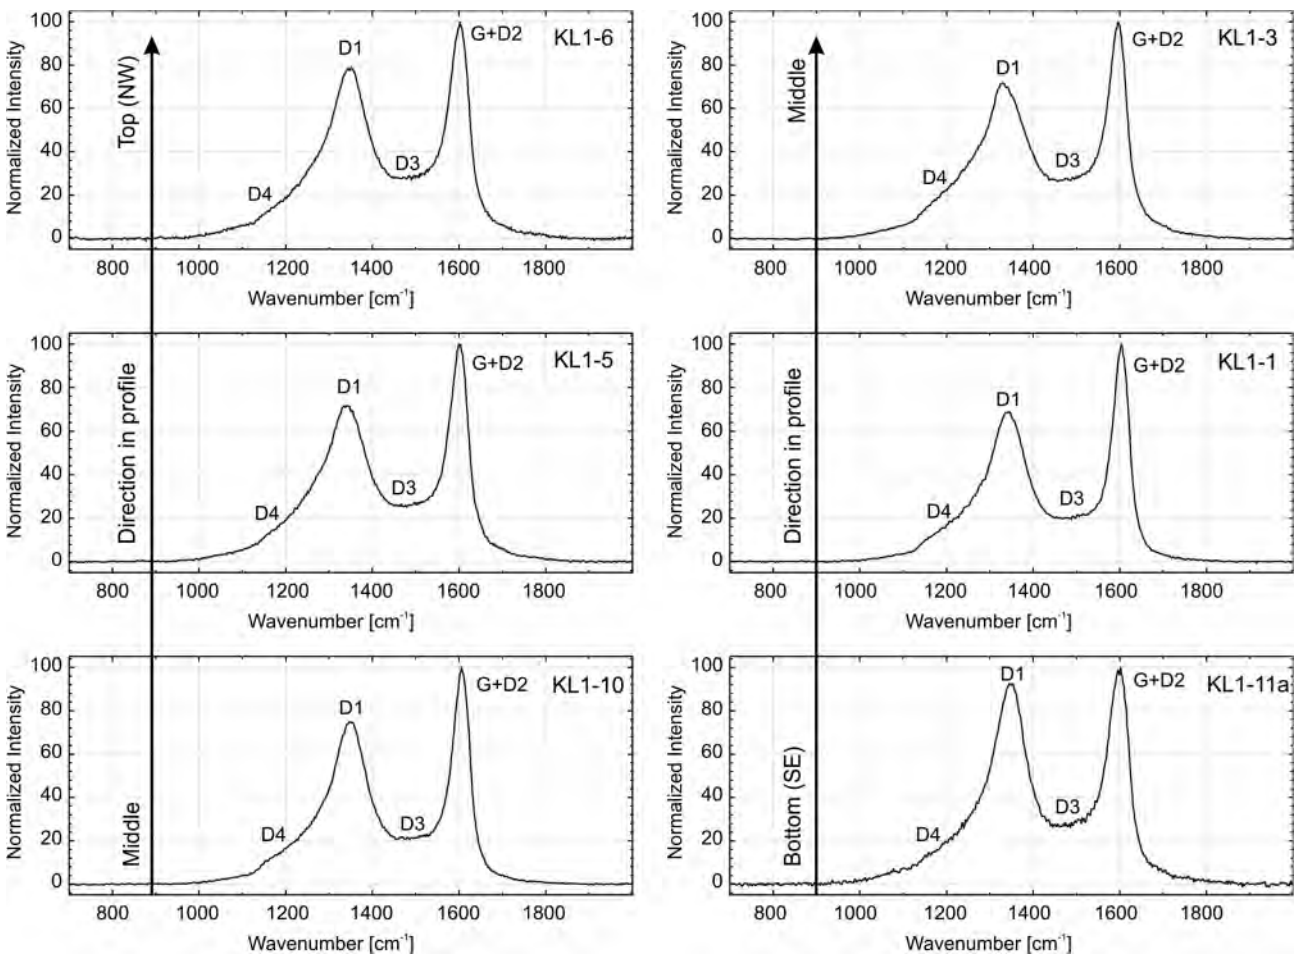 KL1-6
Normalized Intensity
100
80
60
40
20
0
Top (NW)
D4
D1
D3
G+D2
800 1000 1200 1400 1600 1800
Wavenumber [cm⁻¹]
KL1-5
Normalized Intensity
100
80
60
40
20
0
Direction in profile
D4
D1
D3
G+D2
800 1000 1200 1400 1600 1800
Wavenumber [cm⁻¹]
KL1-10
Normalized Intensity
100
80
60
40
20
0
Middle
D4
D1
D3
G+D2
800 1000 1200 1400 1600 1800
Wavenumber [cm⁻¹]
KL1-3
Normalized Intensity
100
80
60
40
20
0
Middle
D4
D1
D3
G+D2
800 1000 1200 1400 1600 1800
Wavenumber [cm⁻¹]
KL1-1
Normalized Intensity
100
80
60
40
20
0
Direction in profile
D4
D1
D3
G+D2
800 1000 1200 1400 1600 1800
Wavenumber [cm⁻¹]
KL1-11a
Normalized Intensity
100
80
60
40
20
0
Bottom (SE)
D4
D1
D3
G+D2
800 1000 1200 1400 1600 1800
Wavenumber [cm⁻¹]